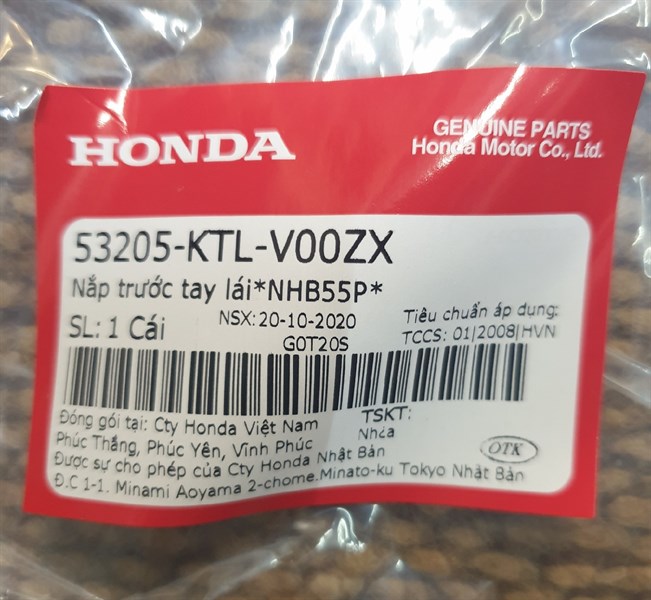 HONDA
GENUINE PARTS
Honda Motor Co., Ltd.
53205-KTL-V00ZX
Nắp trước tay lái*NHB55P*
SL: 1 Cái
NSX: 20-10-2020
G0T20S
Tiêu chuẩn áp dụng:
TCCS: 01|2008|HVN
Đóng gói tại: Cty Honda Việt Nam
Phúc Thắng, Phúc Yên, Vĩnh Phúc
TSKT:
Nhựa
Được sự cho phép của Cty Honda Nhật Bản
Đ.C 1-1. Minami Aoyama 2-chome.Minato-ku Tokyo Nhật Bản
OTK